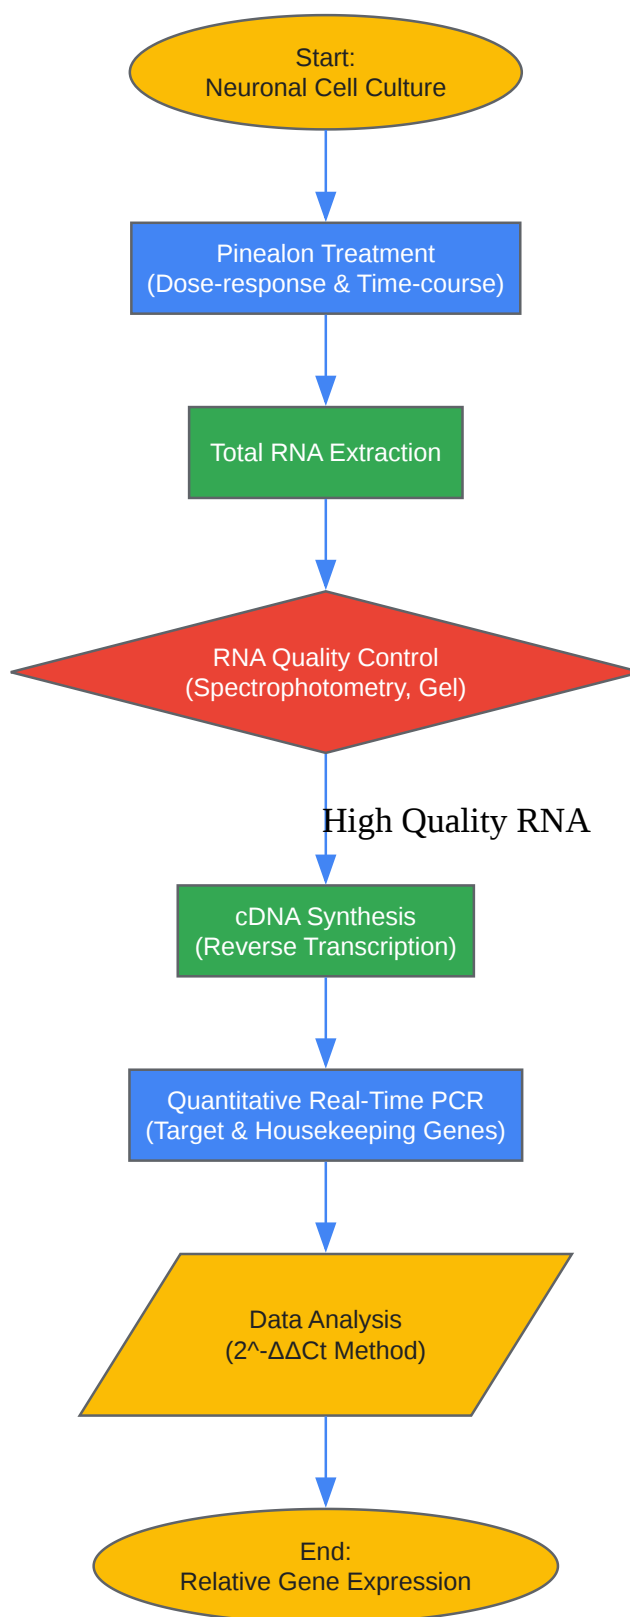 Start:
Neuronal Cell Culture
Pinealon Treatment
(Dose-response & Time-course)
Total RNA Extraction
RNA Quality Control
(Spectrophotometry, Gel)
High Quality RNA
cDNA Synthesis
(Reverse Transcription)
Quantitative Real-Time PCR
(Target & Housekeeping Genes)
Data Analysis
(2^-ΔΔCt Method)
End:
Relative Gene Expression